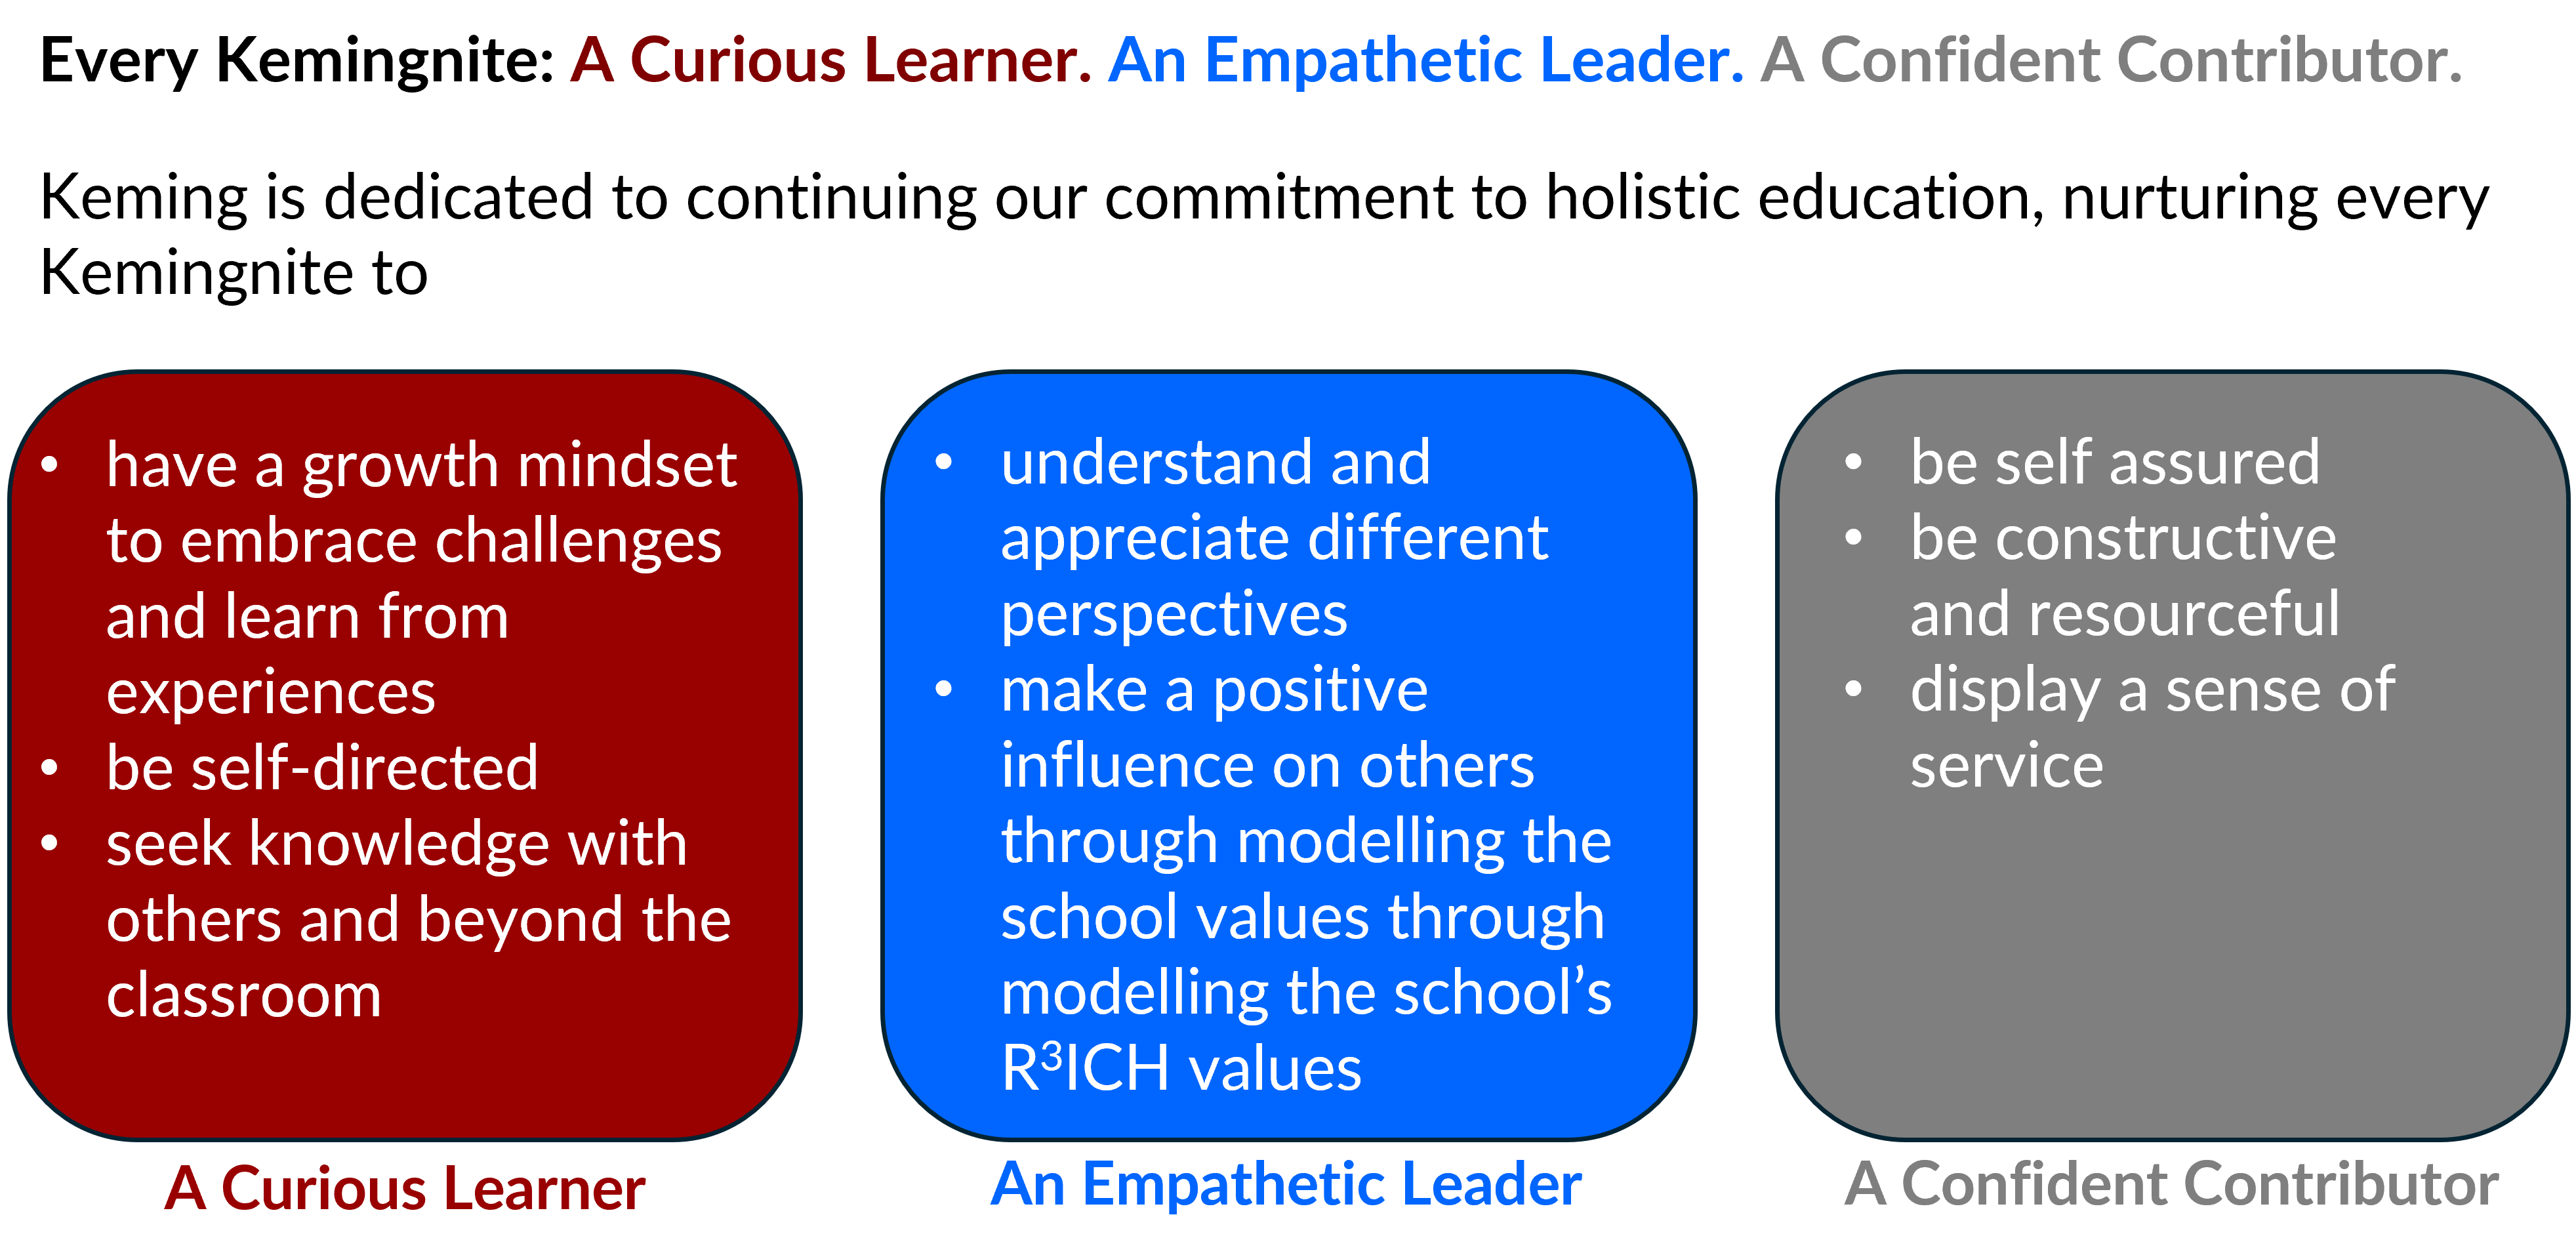 Every Kemingnite: A Curious Learner. An Empathetic Leader. A Confident Contributor.
Keming is dedicated to continuing our commitment to holistic education, nurturing every
Kemingnite to
• have a growth mindset
to embrace challenges
and learn from
experiences
• be self-directed
• seek knowledge with
others and beyond the
classroom
A Curious Learner
• understand and
appreciate different
perspectives
• make a positive
influence on others
through modelling the
school values through
modelling the school’s
R³ICH values
An Empathetic Leader
• be self assured
• be constructive
and resourceful
• display a sense of
service
A Confident Contributor